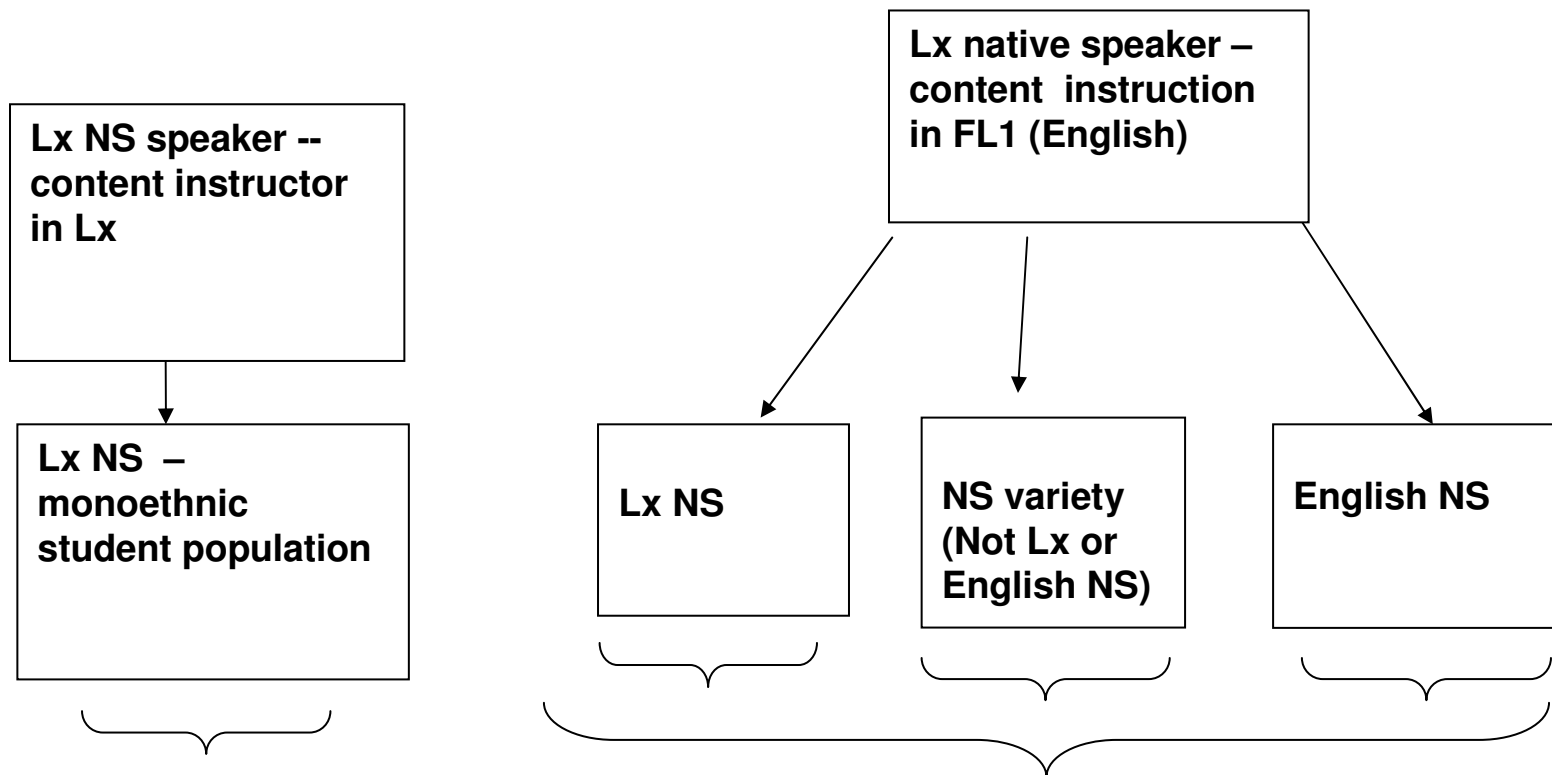 Lx NS speaker --
content instructor
in Lx
Lx NS –
monoethnic
student population
Lx native speaker –
content instruction
in FL1 (English)
Lx NS
NS variety
(Not Lx or
English NS)
English NS